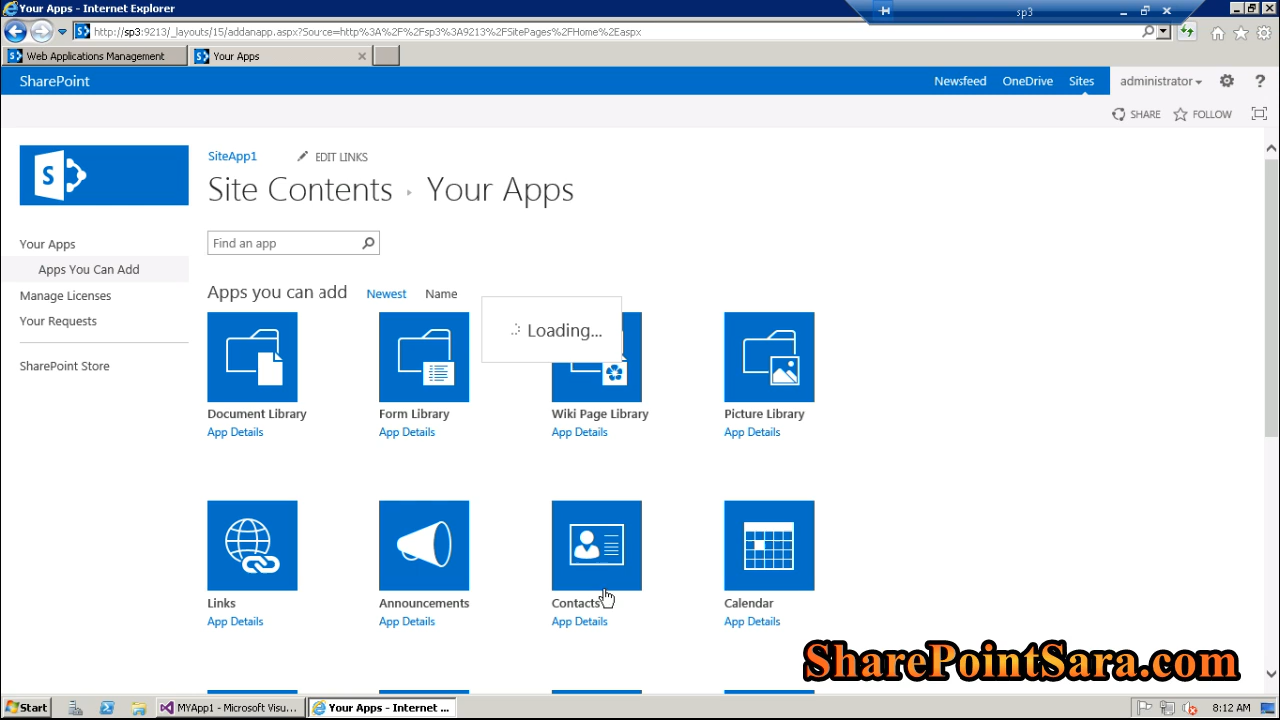 Your Apps - Internet Explorer
sp3
http://sp3:9213/_layouts/15/addanapp.aspx?Source=http%3A%2F%2Fsp3%3A9213%2FSitePages%2FHome%2Easpx
Web Applications Management
Your Apps
SharePoint
Newsfeed
OneDrive
Sites
administrator
?
SHARE
FOLLOW
S
SiteApp1
EDIT LINKS
Site Contents
Your Apps
Find an app
Your Apps
Apps You Can Add
Manage Licenses
Your Requests
SharePoint Store
Apps you can add
Newest
Name
Loading...
Document Library
Form Library
Wiki Page Library
Picture Library
App Details
App Details
App Details
App Details
Links
Announcements
Contacts
Calendar
App Details
App Details
App Details
App Details
SharePointSara.com
Start
MYApp1 - Microsoft Visu...
Your Apps - Internet ...
8:12 AM